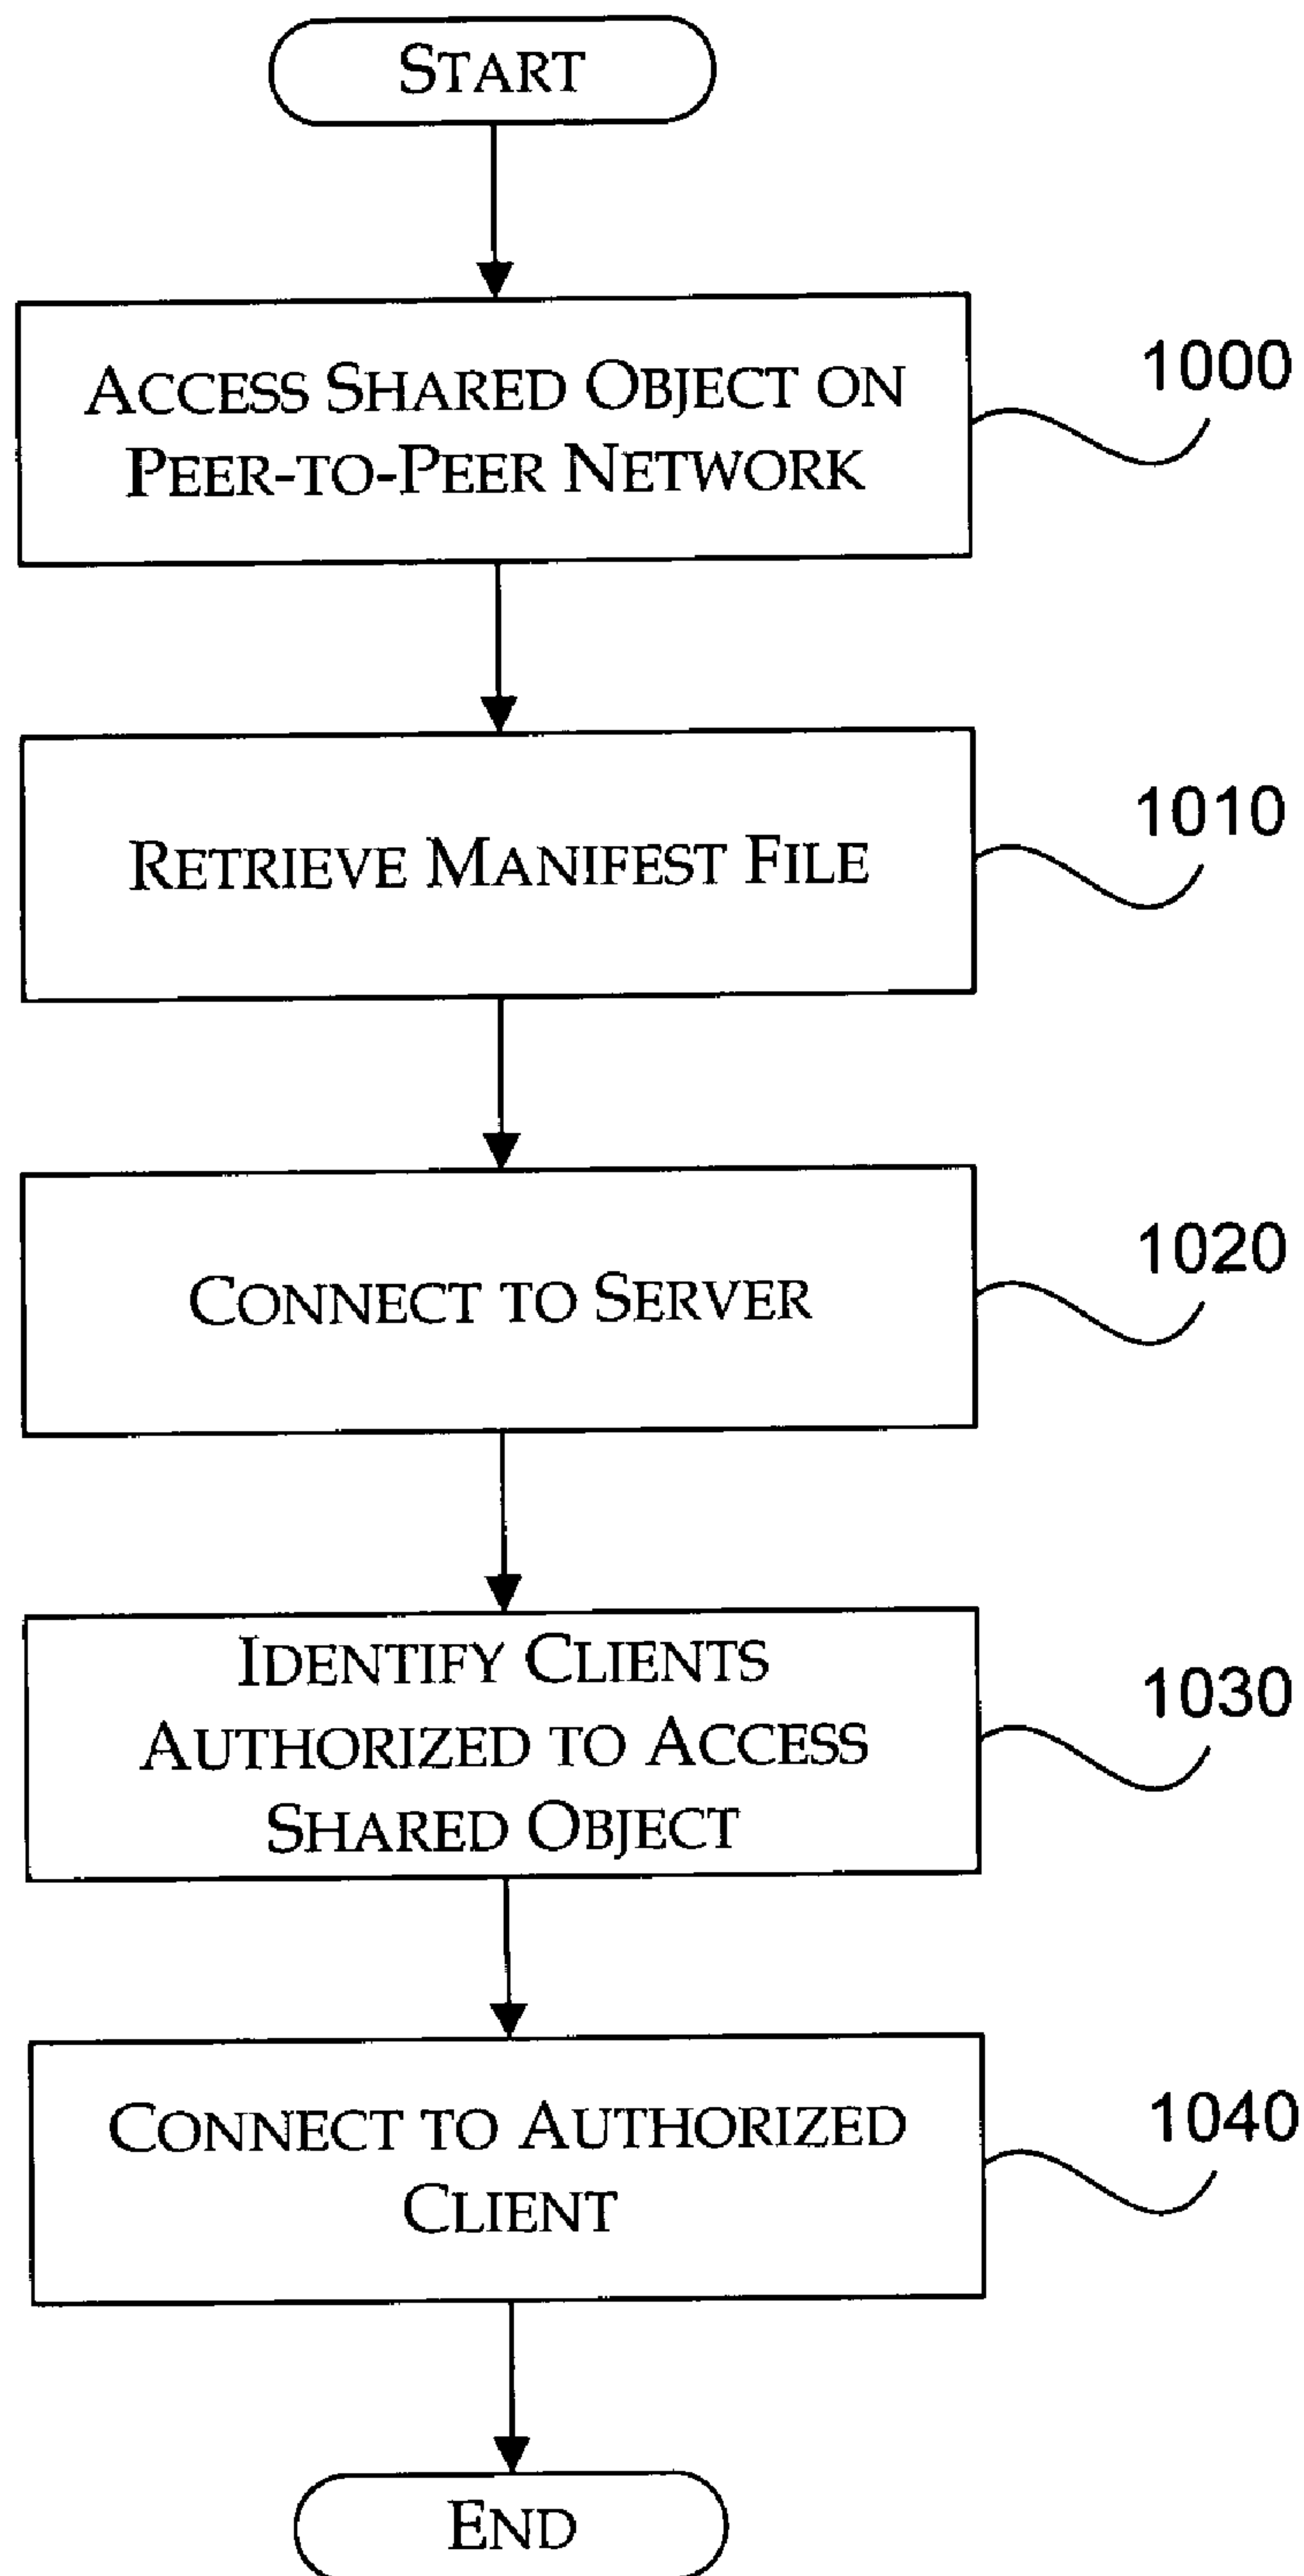 START
ACCESS SHARED OBJECT ON
PEER-TO-PEER NETWORK
1000
RETRIEVE MANIFEST FILE
1010
CONNECT TO SERVER
1020
IDENTIFY CLIENTS
AUTHORIZED TO ACCESS
SHARED OBJECT
1030
CONNECT TO AUTHORIZED
CLIENT
1040
END